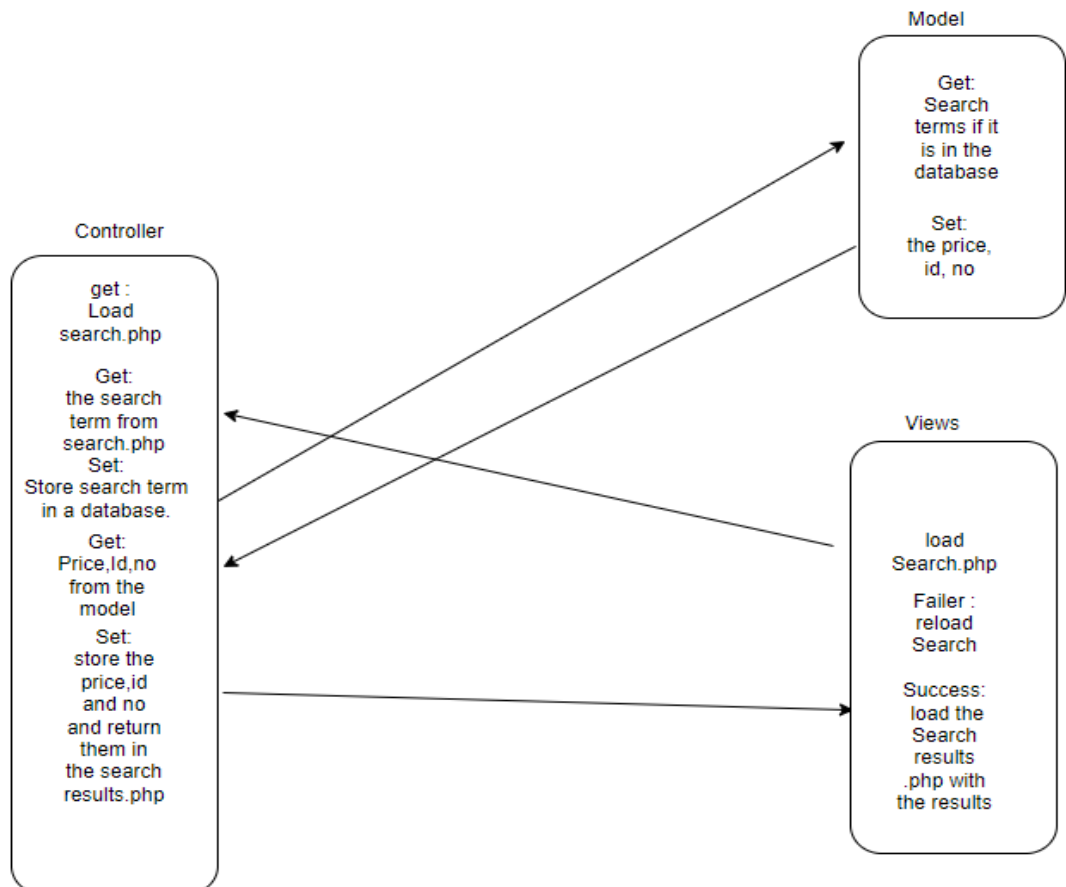 Model
Get:
Search
terms if it
is in the
database
Set:
the price,
id, no
Controller
get :
Load
search.php
Get:
the search
term from
search.php
Set:
Store search term
in a database.
Get:
Price,Id,no
from the
model
Set:
store the
price,id
and no
and return
them in
the search
results.php
Views
load
Search.php
Failer :
reload
Search
Success:
load the
Search
results
.php with
the results